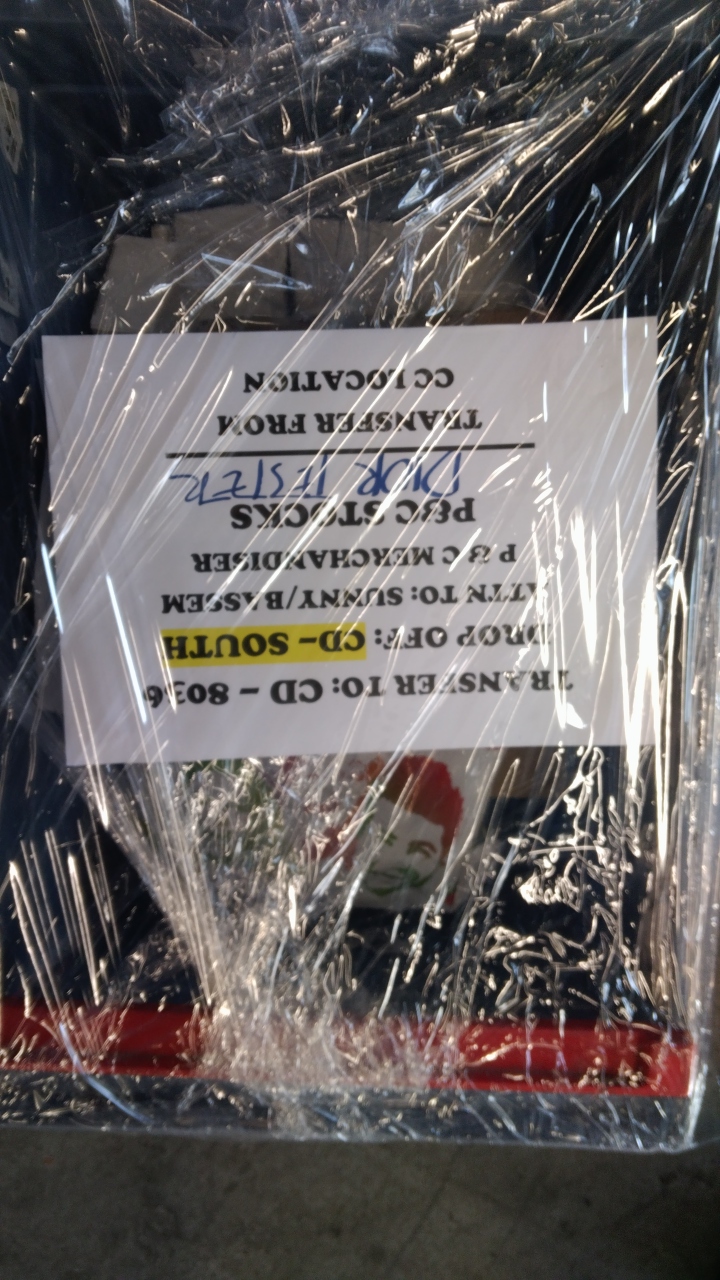 TRANSFER TO: CD - 8036
DROP OFF: CD- SOUTH
ATTN TO: SUNNY/BASSEM
P & C MERCHANDISER
P&C STOCKS
DIOR TESTER
TRANSFER FROM
CC LOCATION